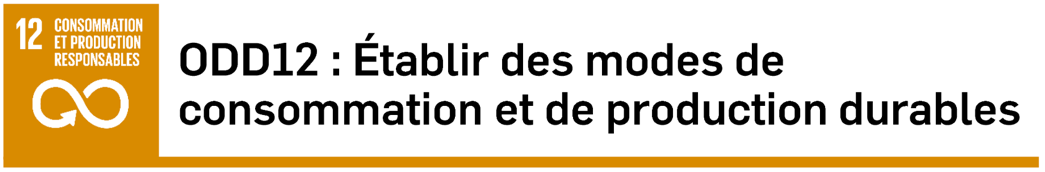 12 CONSOMMATION
ET PRODUCTION
RESPONSABLES
ODD12 : Établir des modes de
consommation et de production durables